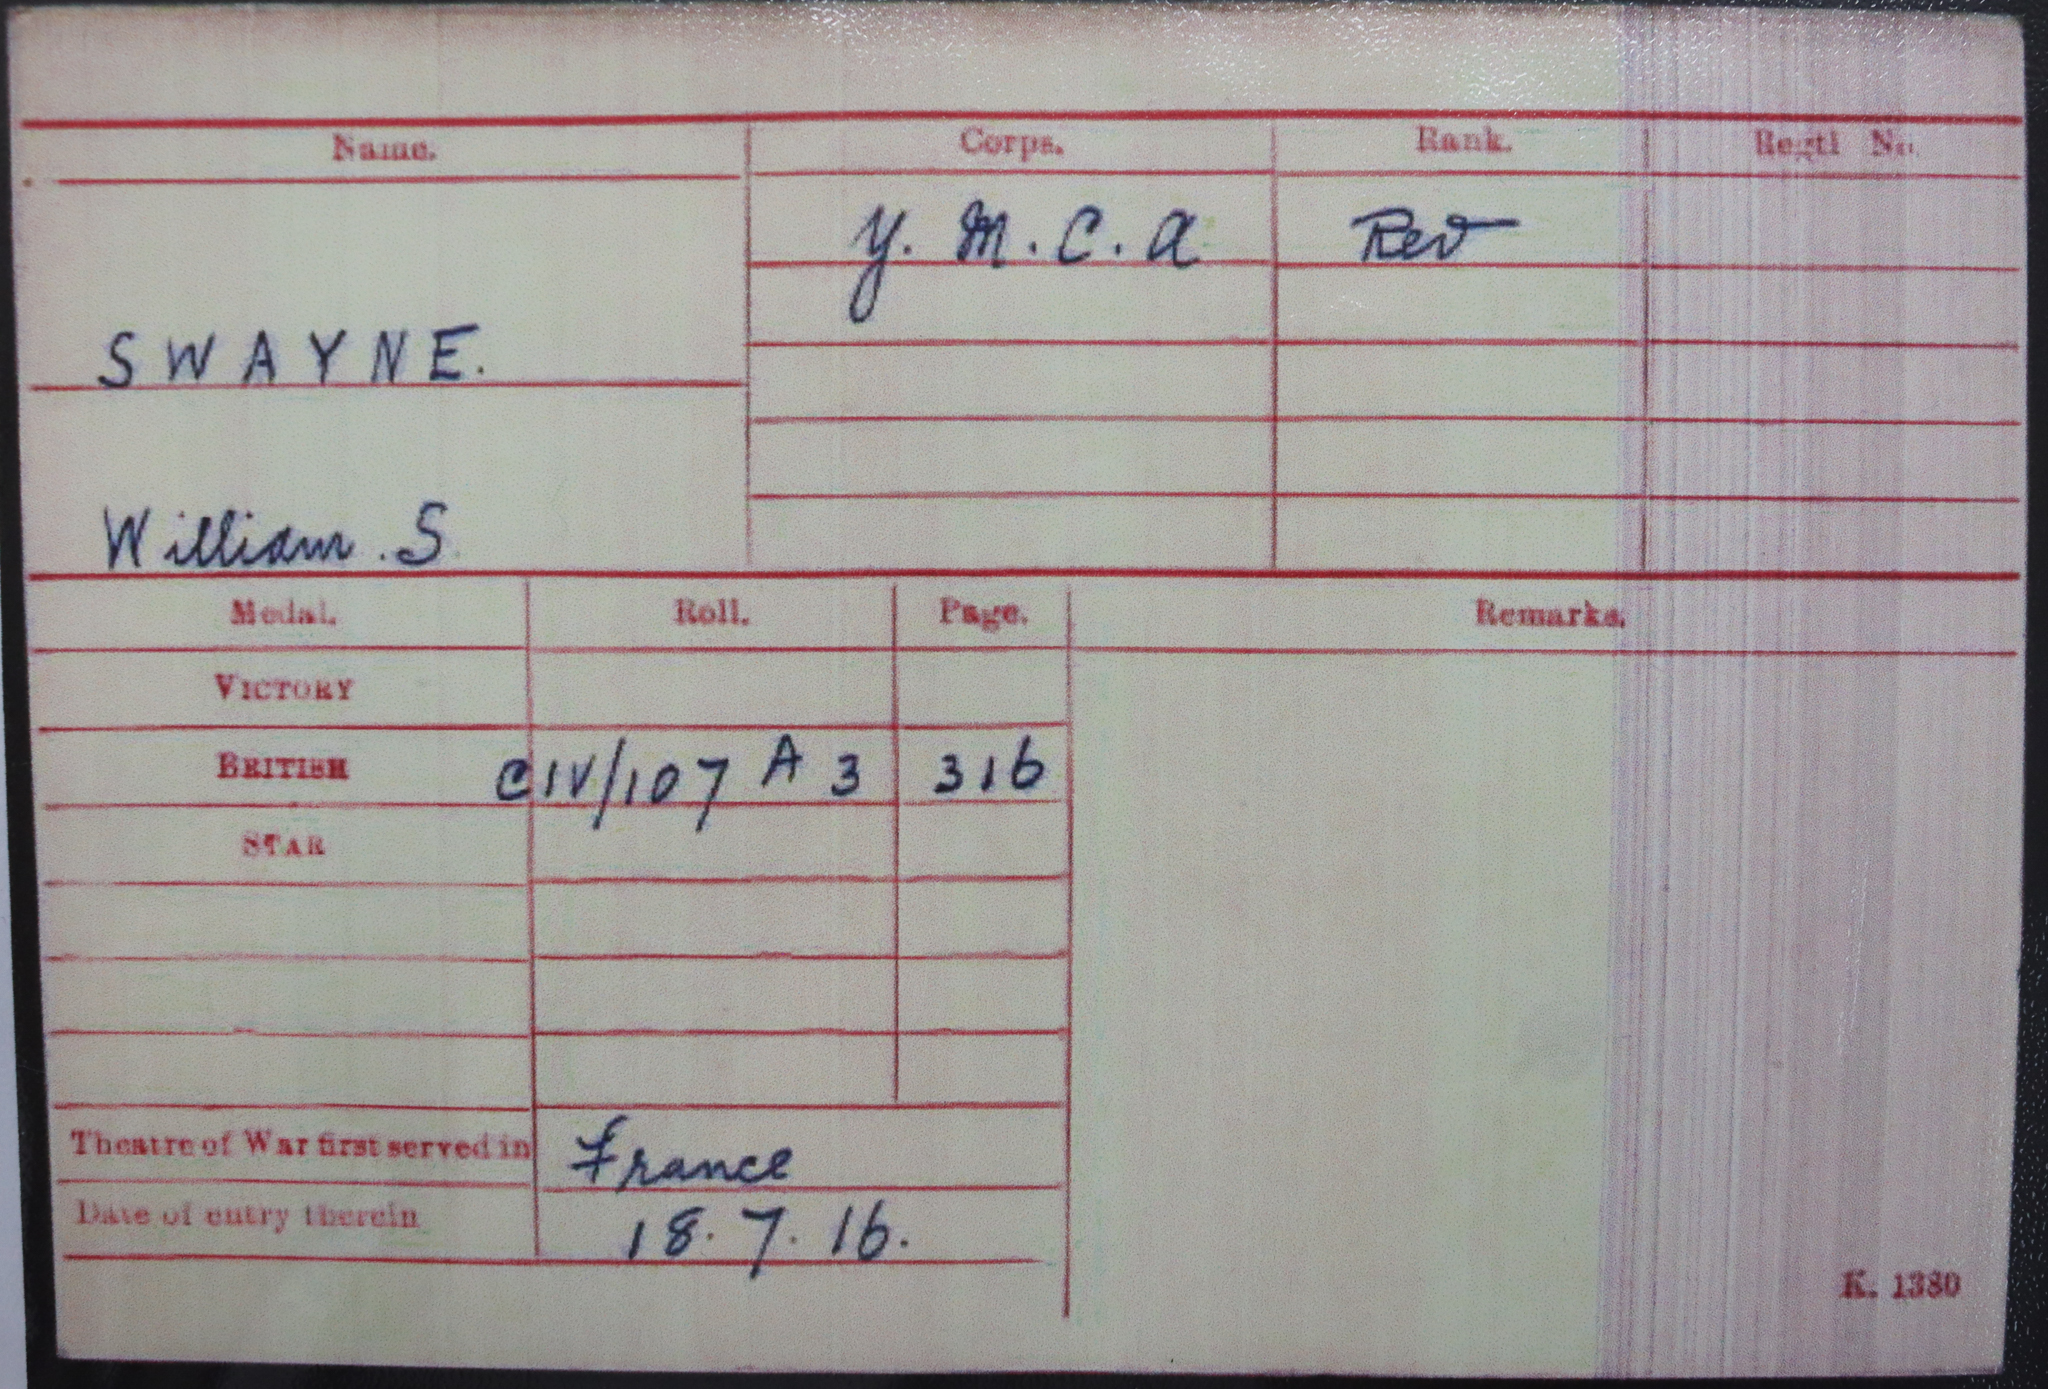 Name. Corps. Rank. Regtl No.
Y. M. C. A Rev
SWAYNE.
William. S
Medal. Roll. Page. Remarks.
VICTORY
BRITISH CIV/107 A 3 316
STAR
Theatre of War first served in France
Date of entry therein 18. 7. 16.
K. 1380